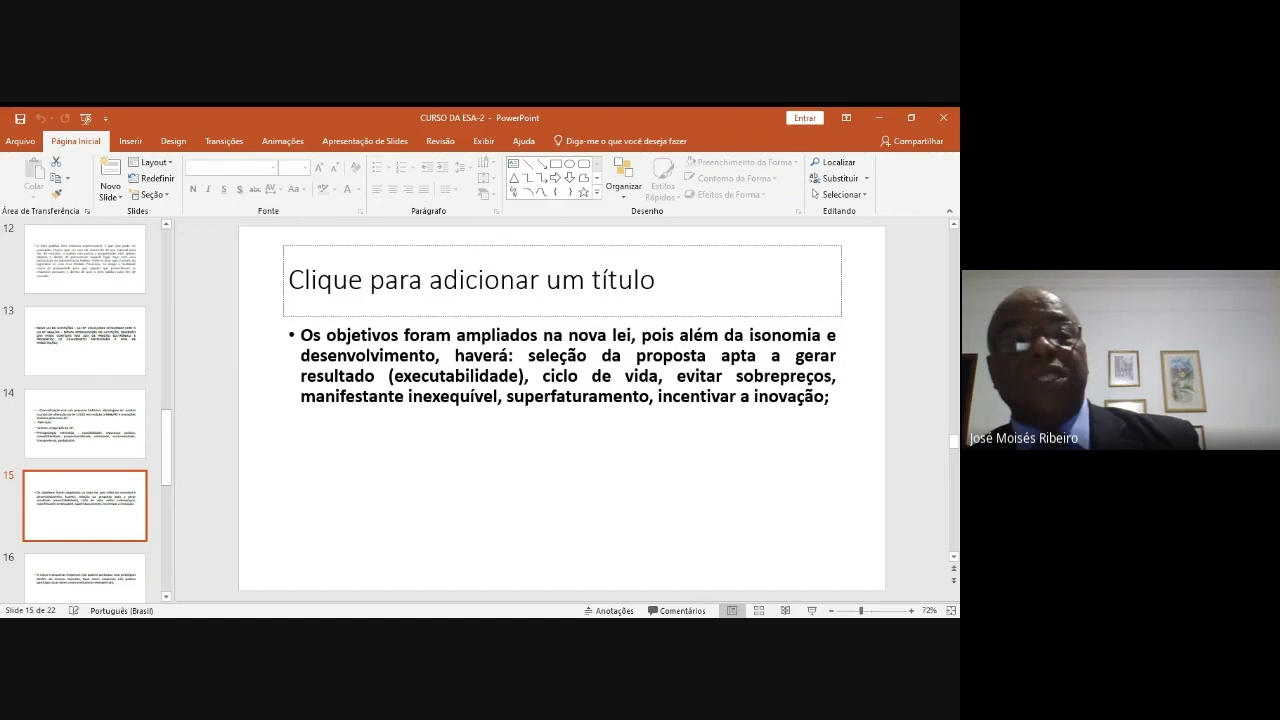 CURSO DA ESA-2 - PowerPoint
Entrar
Arquivo
Página Inicial
Inserir
Design
Transições
Animações
Apresentação de Slides
Revisão
Exibir
Ajuda
Diga-me o que você deseja fazer
Compartilhar
Colar
Novo Slide
Layout
Redefinir
Seção
N I S S abc AV Aa A
Organizar
Estilos Rápidos
Preenchimento da Forma
Contorno da Forma
Efeitos de Forma
Localizar
Substituir
Selecionar
Área de Transferência
Slides
Fonte
Parágrafo
Desenho
Editando
12
13
14
15
16
Clique para adicionar um título
• Os objetivos foram ampliados na nova lei, pois além da isonomia e
desenvolvimento, haverá: seleção da proposta apta a gerar
resultado (executabilidade), ciclo de vida, evitar sobrepreços,
manifestante inexequível, superfaturamento, incentivar a inovação;
José Moisés Ribeiro
Slide 15 de 22
Português (Brasil)
Anotações
Comentários
72%